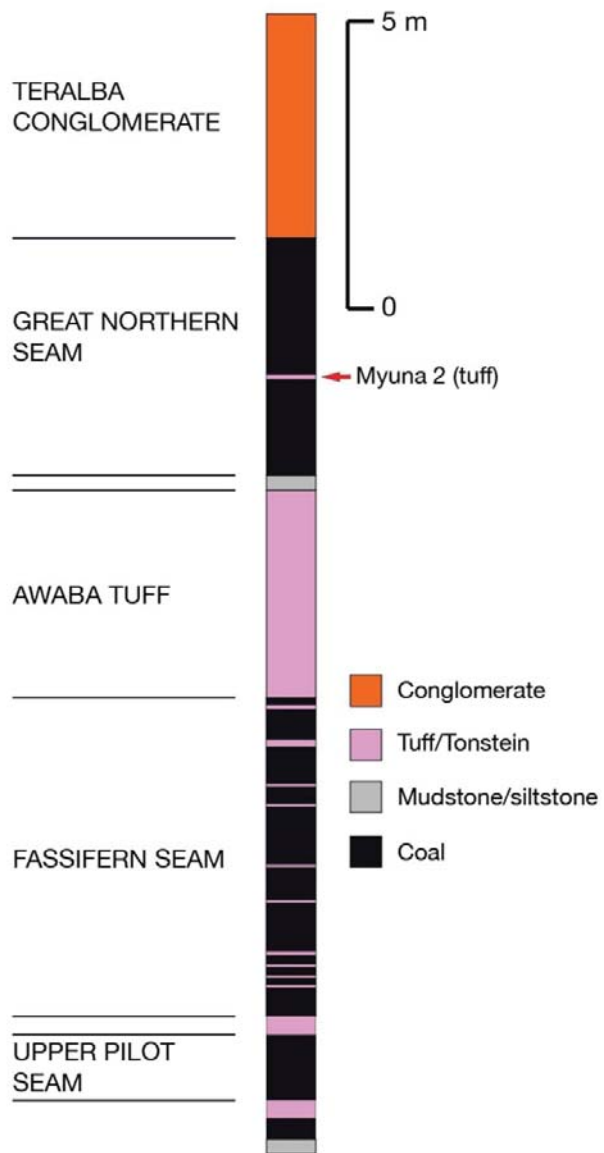 5 m
TERALBA
CONGLOMERATE
0
GREAT NORTHERN
SEAM
Myuna 2 (tuff)
AWABA TUFF
Conglomerate
Tuff/Tonstein
Mudstone/siltstone
Coal
FASSIFERN SEAM
UPPER PILOT
SEAM